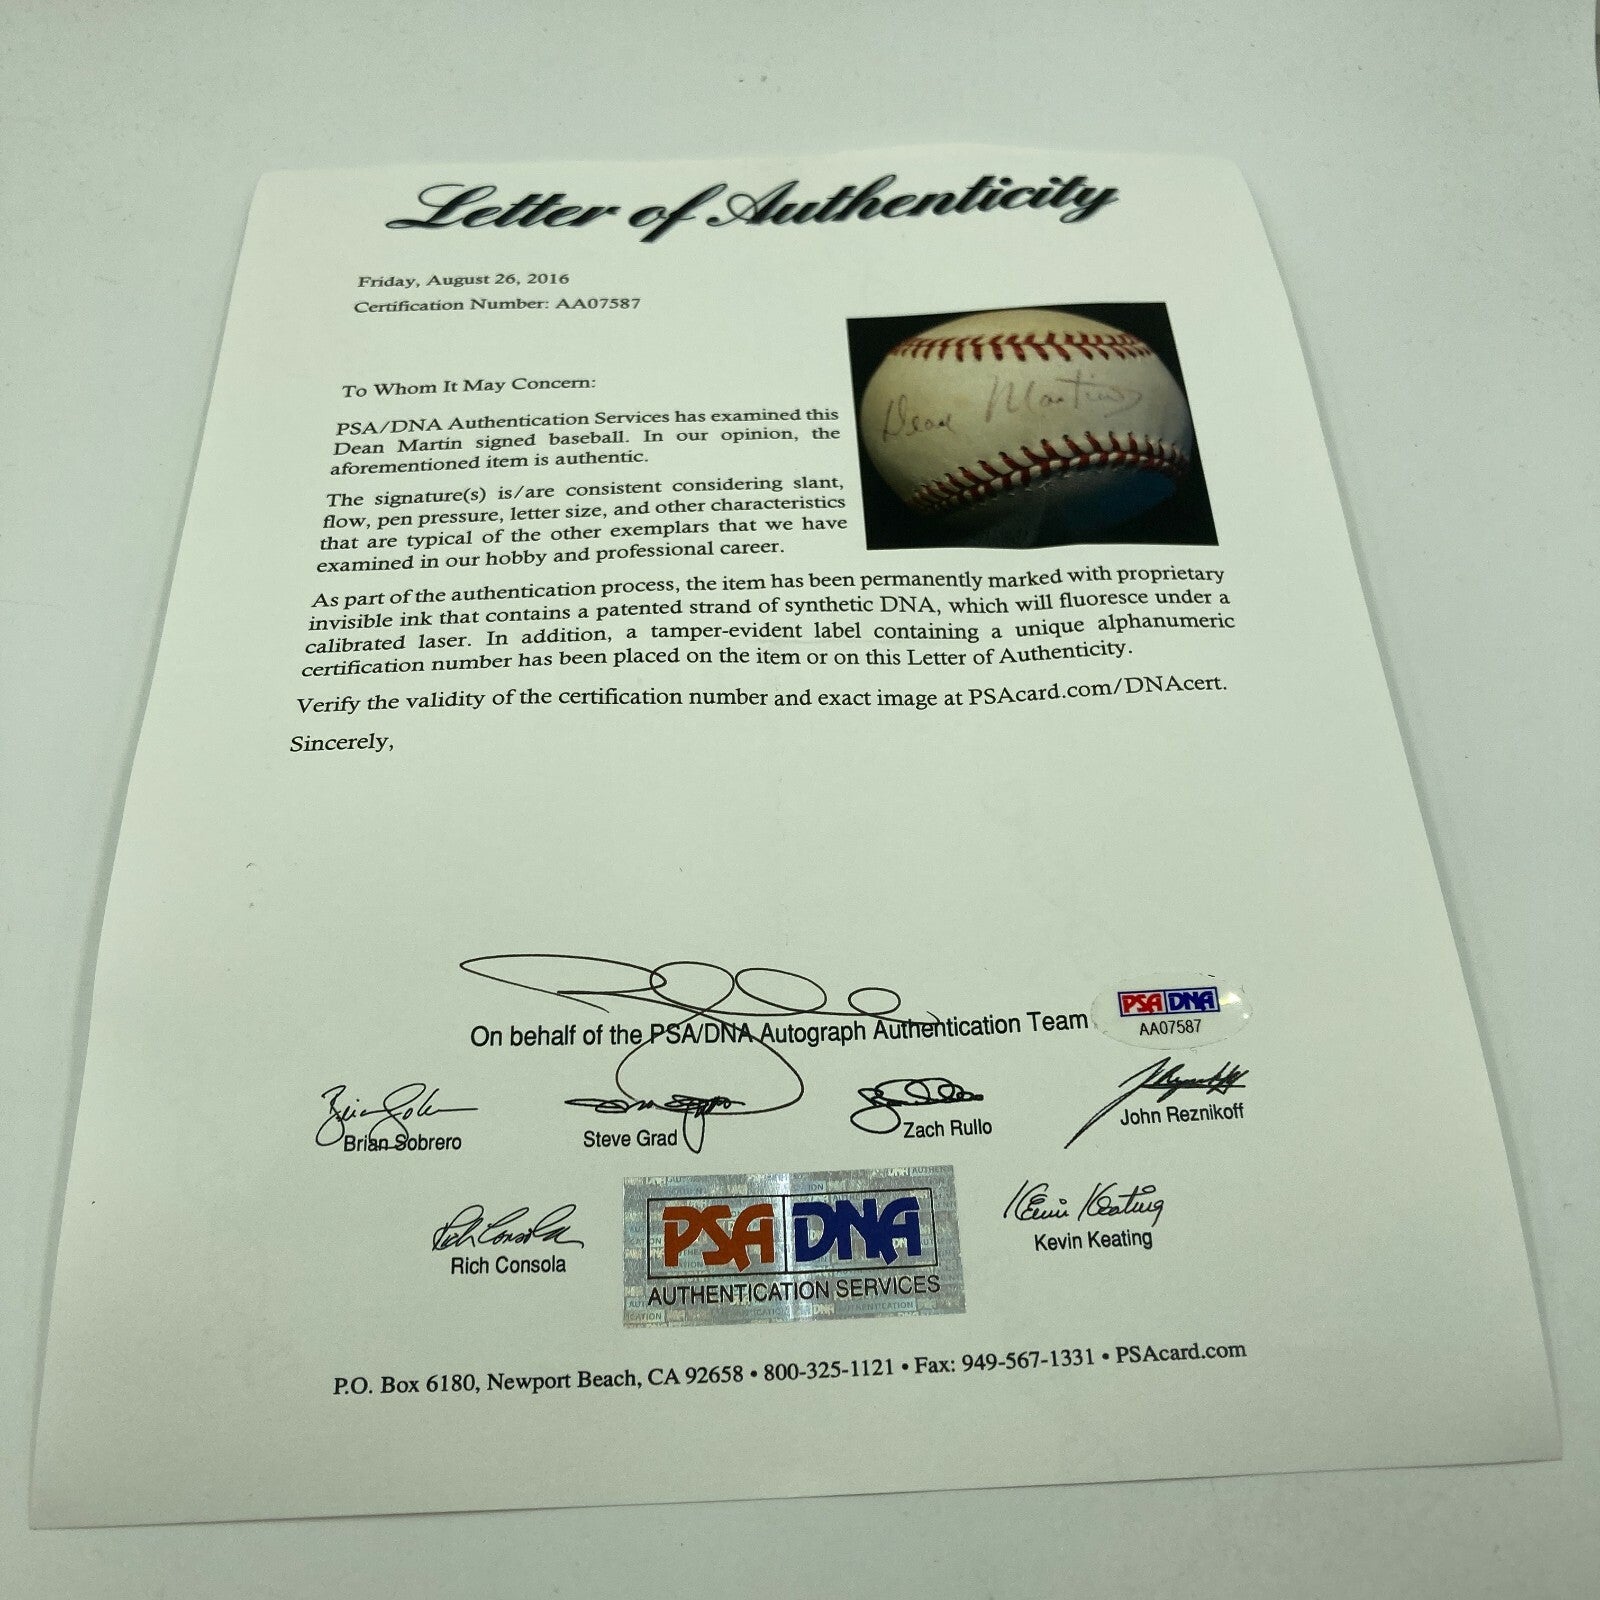 Letter of Authenticity
Friday, August 26, 2016
Certification Number: AA07587
To Whom It May Concern:
PSA/DNA Authentication Services has examined this
Dean Martin signed baseball. In our opinion, the
aforementioned item is authentic.
The signature(s) is/are consistent considering slant,
flow, pen pressure, letter size, and other characteristics
that are typical of the other exemplars that we have
examined in our hobby and professional career.
Dean Martin
As part of the authentication process, the item has been permanently marked with proprietary
invisible ink that contains a patented strand of synthetic DNA, which will fluoresce under a
calibrated laser. In addition, a tamper-evident label containing a unique alphanumeric
certification number has been placed on the item or on this Letter of Authenticity.
Verify the validity of the certification number and exact image at PSAcard.com/DNAcert.
Sincerely,
On behalf of the PSA/DNA Autograph Authentication Team
PSA DNA
AA07587
Brian Sobrero
Steve Grad
Zach Rullo
John Reznikoff
Rich Consola
Kevin Keating
PSA DNA
AUTHENTICATION SERVICES
P.O. Box 6180, Newport Beach, CA 92658 • 800-325-1121 • Fax: 949-567-1331 • PSAcard.com